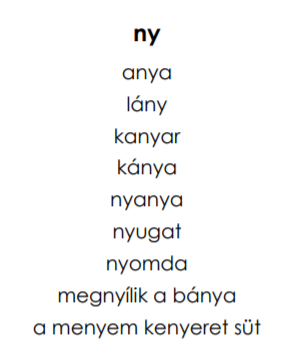 ny
anya
lány
kanyar
kánya
nyanya
nyugat
nyomda
megnyílik a bánya
a menyem kenyeret süt